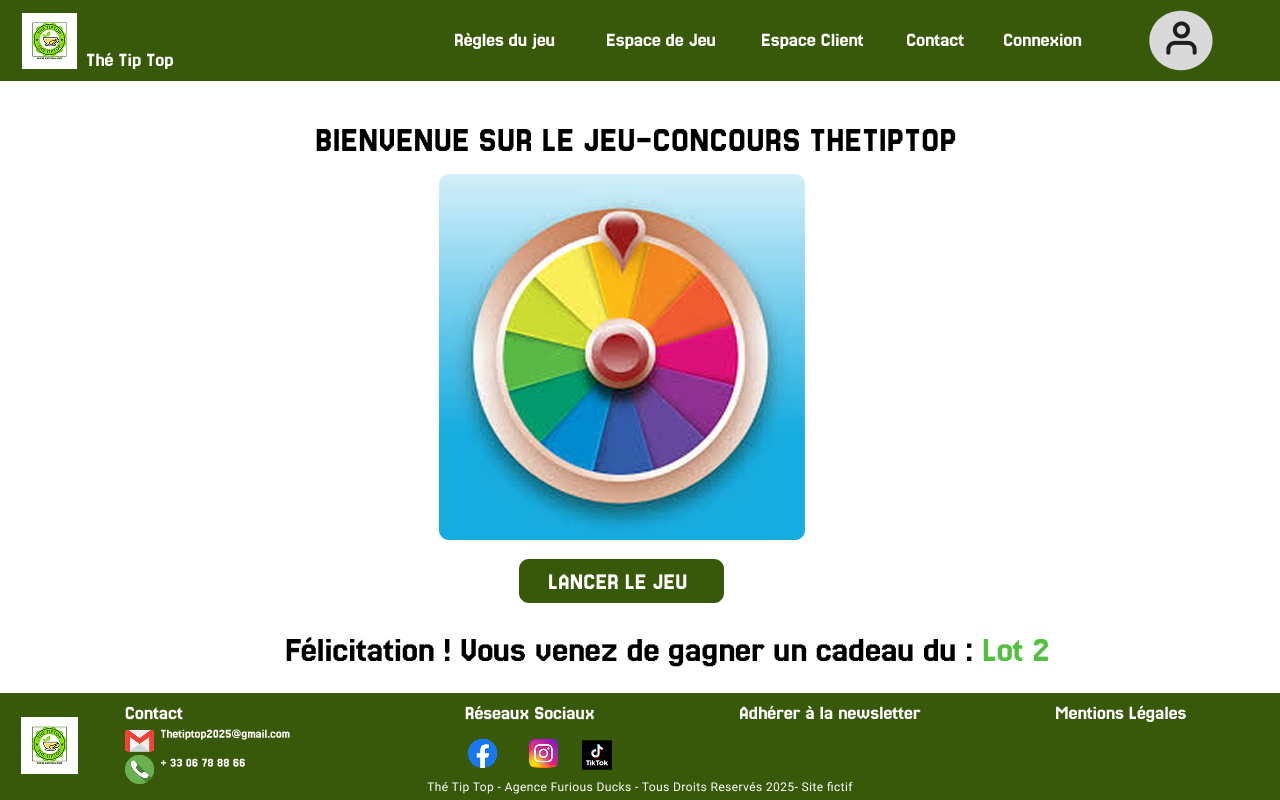 Thé Tip Top
Règles du jeu
Espace de Jeu
Espace Client
Contact
Connexion
BIENVENUE SUR LE JEU-CONCOURS THETIPTOP
LANCER LE JEU
Félicitation ! Vous venez de gagner un cadeau du : Lot 2
Contact
Thetiptop2025@gmail.com
+ 33 06 78 88 66
Réseaux Sociaux
TikTok
Adhérer à la newsletter
Mentions Légales
Thé Tip Top - Agence Furious Ducks - Tous Droits Reservés 2025- Site fictif